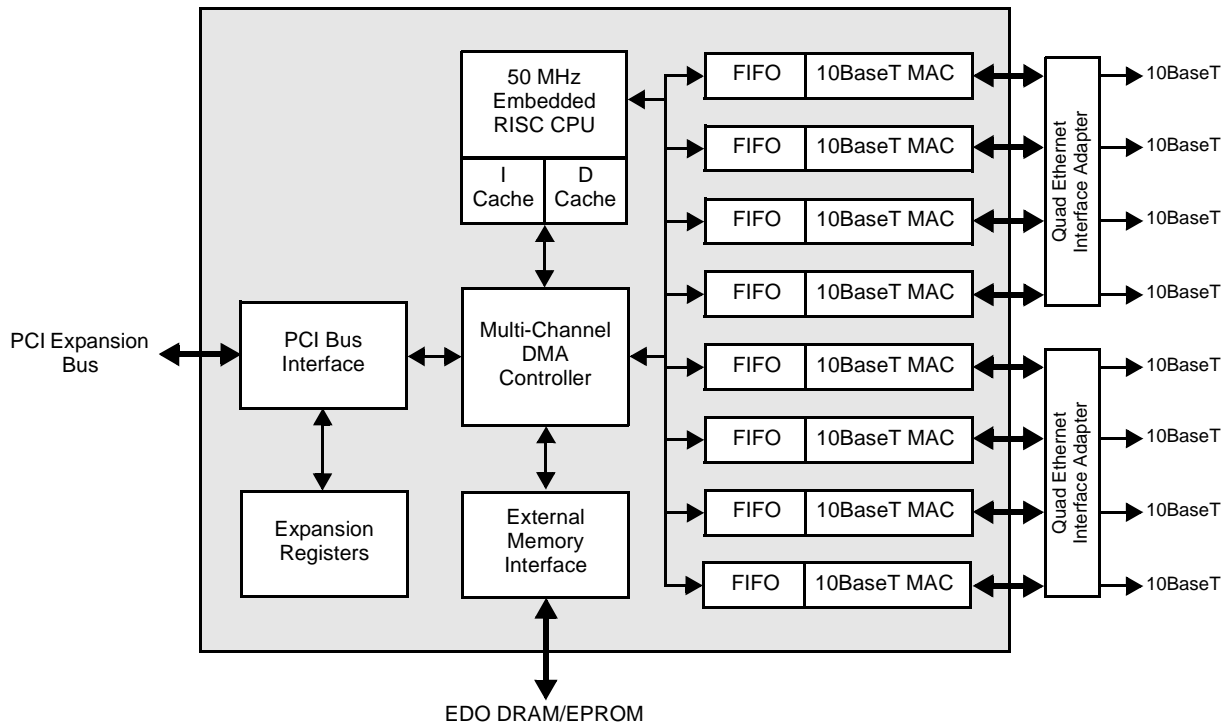 50 MHz
Embedded
RISC CPU
I
Cache
D
Cache
PCI Expansion
Bus
PCI Bus
Interface
Multi-Channel
DMA
Controller
Expansion
Registers
External
Memory
Interface
EDO DRAM/EPROM
FIFO 10BaseT MAC
FIFO 10BaseT MAC
FIFO 10BaseT MAC
FIFO 10BaseT MAC
FIFO 10BaseT MAC
FIFO 10BaseT MAC
FIFO 10BaseT MAC
FIFO 10BaseT MAC
Quad Ethernet
Interface Adapter
Quad Ethernet
Interface Adapter
10BaseT
10BaseT
10BaseT
10BaseT
10BaseT
10BaseT
10BaseT
10BaseT